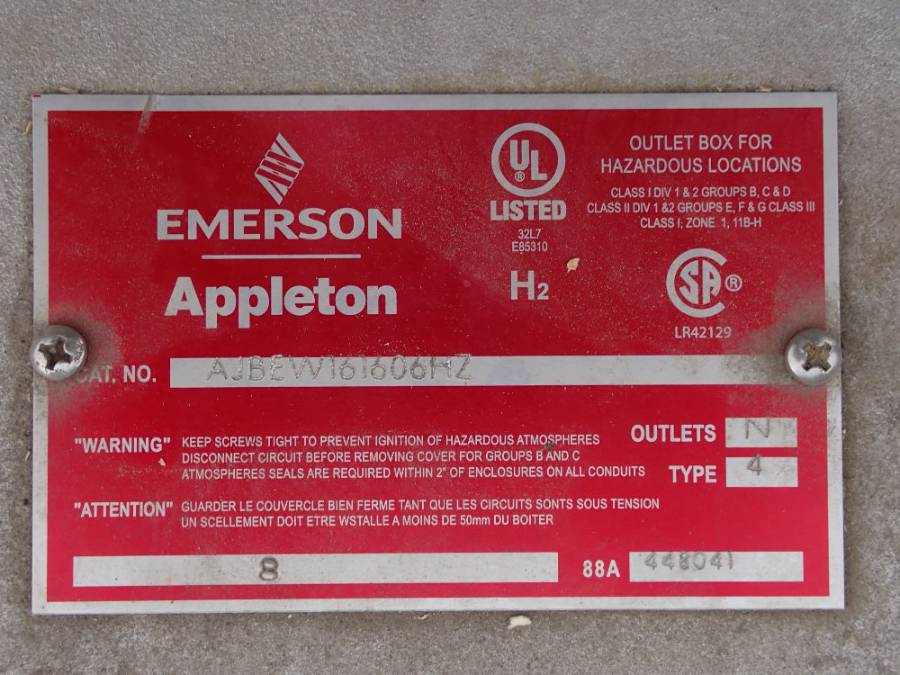 EMERSON
Appleton
UL
®
LISTED
32L7
E85310
H2
OUTLET BOX FOR
HAZARDOUS LOCATIONS
CLASS I DIV 1 & 2 GROUPS B, C & D
CLASS II DIV 1 &2 GROUPS E, F & G CLASS III
CLASS I; ZONE 1, 11B-H
SA ®
LR42129
CAT. NO. AJBEW161606HZ
"WARNING" KEEP SCREWS TIGHT TO PREVENT IGNITION OF HAZARDOUS ATMOSPHERES
DISCONNECT CIRCUIT BEFORE REMOVING COVER FOR GROUPS B AND C
ATMOSPHERES SEALS ARE REQUIRED WITHIN 2" OF ENCLOSURES ON ALL CONDUITS
OUTLETS N
TYPE 4
"ATTENTION" GUARDER LE COUVERCLE BIEN FERME TANT QUE LES CIRCUITS SONTS SOUS TENSION
UN SCELLEMENT DOIT ETRE WSTALLE A MOINS DE 50mm DU BOITER
8
88A 448041